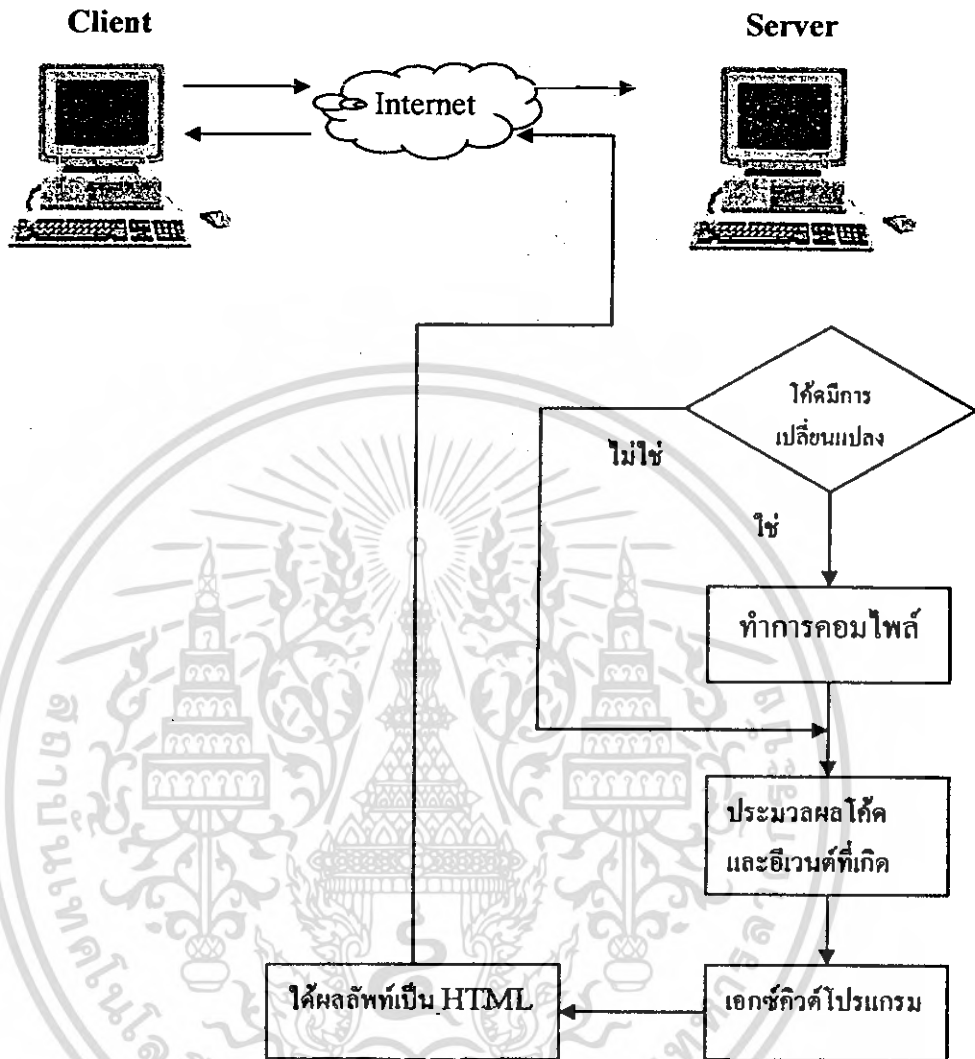 Client
Server
Internet
โค้ดมีการ
เปลี่ยนแปลง
ไม่ใช่
ใช่
ทำการคอมไพล์
ประมวลผลโค้ด
และอีเวนต์ที่เกิด
ได้ผลลัพท์เป็น HTML
เอกซ์คิวต์โปรแกรม